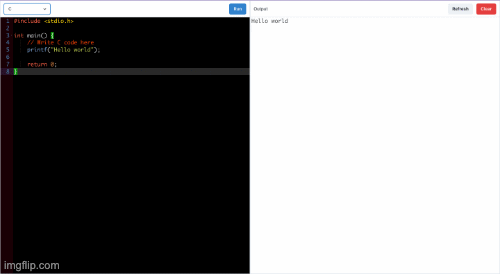 C
Run
Output
Refresh
Clear
1 #include <stdio.h>
2
3 int main() {
4 // Write C code here
5 printf("Hello world");
6
7 return 0;
8 }
Hello world
imgflip.com